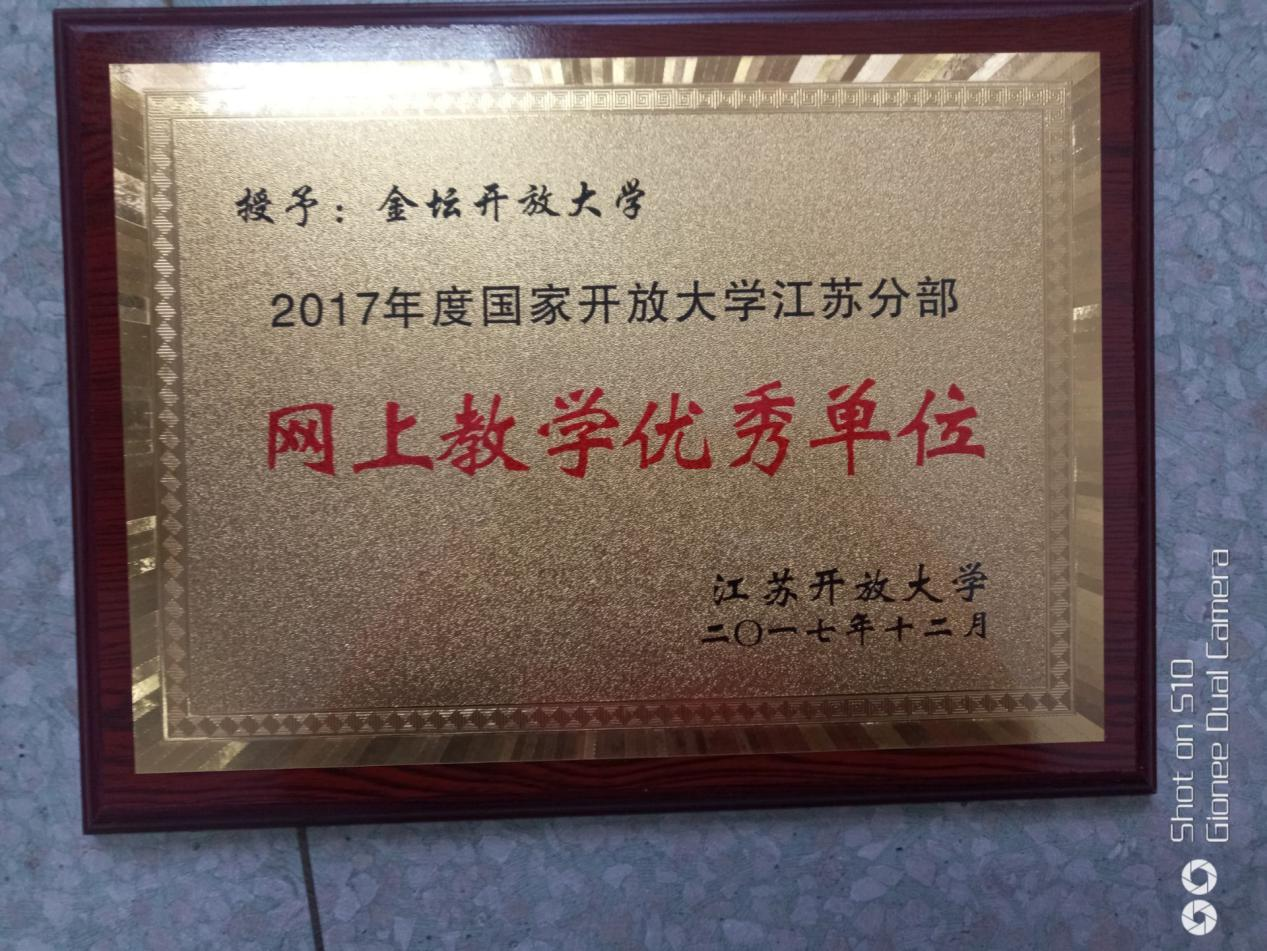 授予：金坛开放大学
2017年度国家开放大学江苏分部
网上教学优秀单位
江苏开放大学
二〇一七年十二月
Shot on S10
Gionee Dual Camera